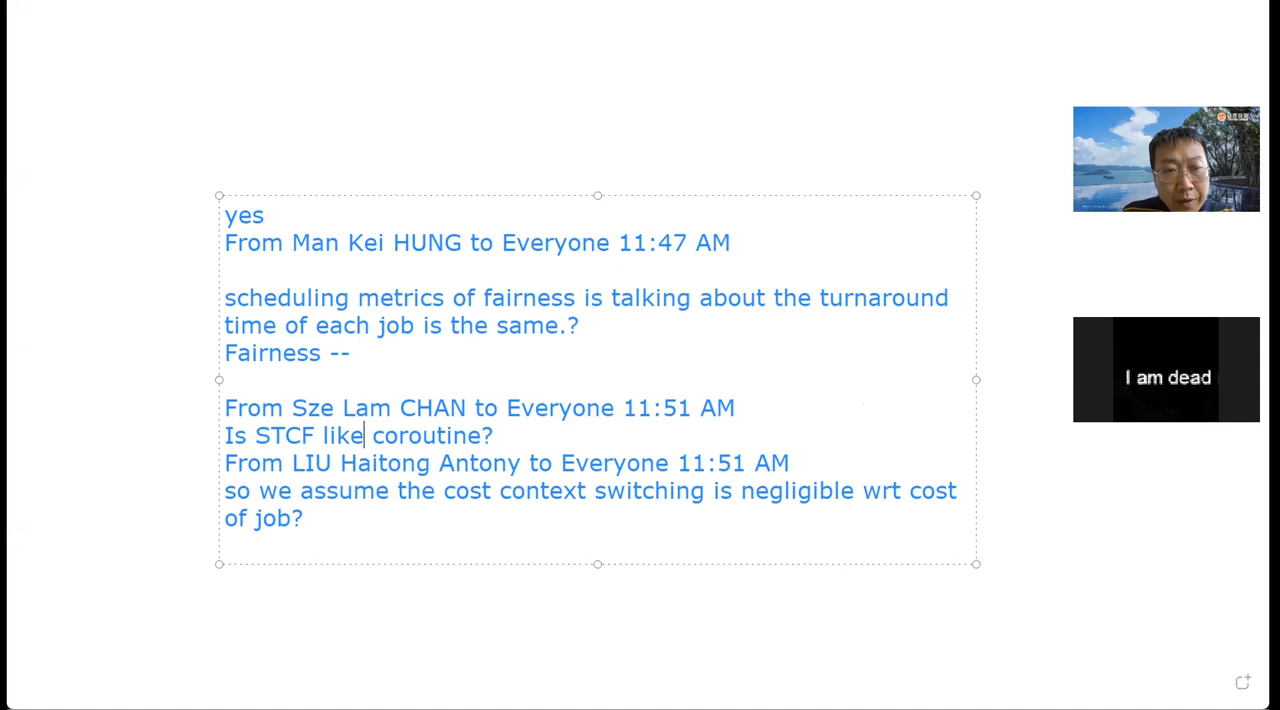 yes
From Man Kei HUNG to Everyone 11:47 AM
scheduling metrics of fairness is talking about the turnaround
time of each job is the same.?
Fairness --
From Sze Lam CHAN to Everyone 11:51 AM
Is STCF like coroutine?
From LIU Haitong Antony to Everyone 11:51 AM
so we assume the cost context switching is negligible wrt cost
of job?
I am dead